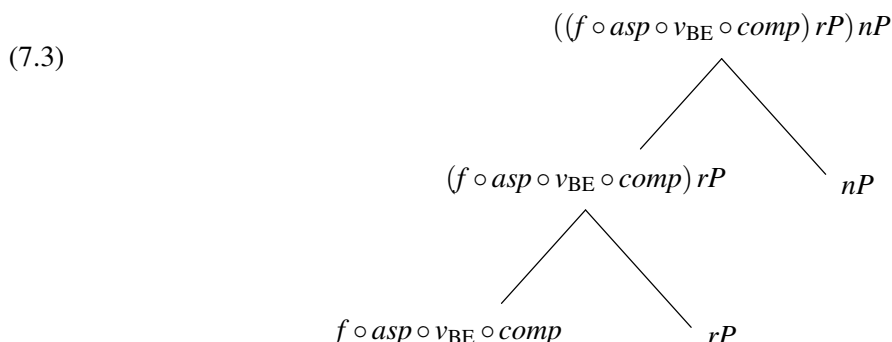 ((f ∘ asp ∘ v_BE ∘ comp) rP) nP
(7.3)
(f ∘ asp ∘ v_BE ∘ comp) rP
nP
f ∘ asp ∘ v_BE ∘ comp
rP